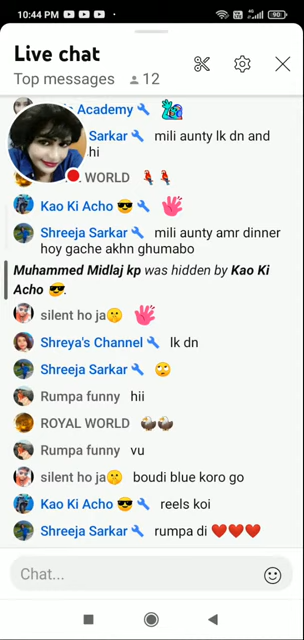 10:44 PM
4G
90
Live chat
Top messages 12
Academy
Sarkar mili aunty lk dn and
hi
WORLD
Kao Ki Acho
Shreeja Sarkar mili aunty amr dinner
hoy gache akhn ghumabo
Muhammed Midlaj kp was hidden by Kao Ki
Acho 😎.
silent ho ja🤫
Shreya's Channel lk dn
Shreeja Sarkar 🙄
Rumpa funny hii
ROYAL WORLD
Rumpa funny vu
silent ho ja🤫 boudi blue koro go
Kao Ki Acho 😎 reels koi
Shreeja Sarkar rumpa di ❤️❤️❤️
Chat...